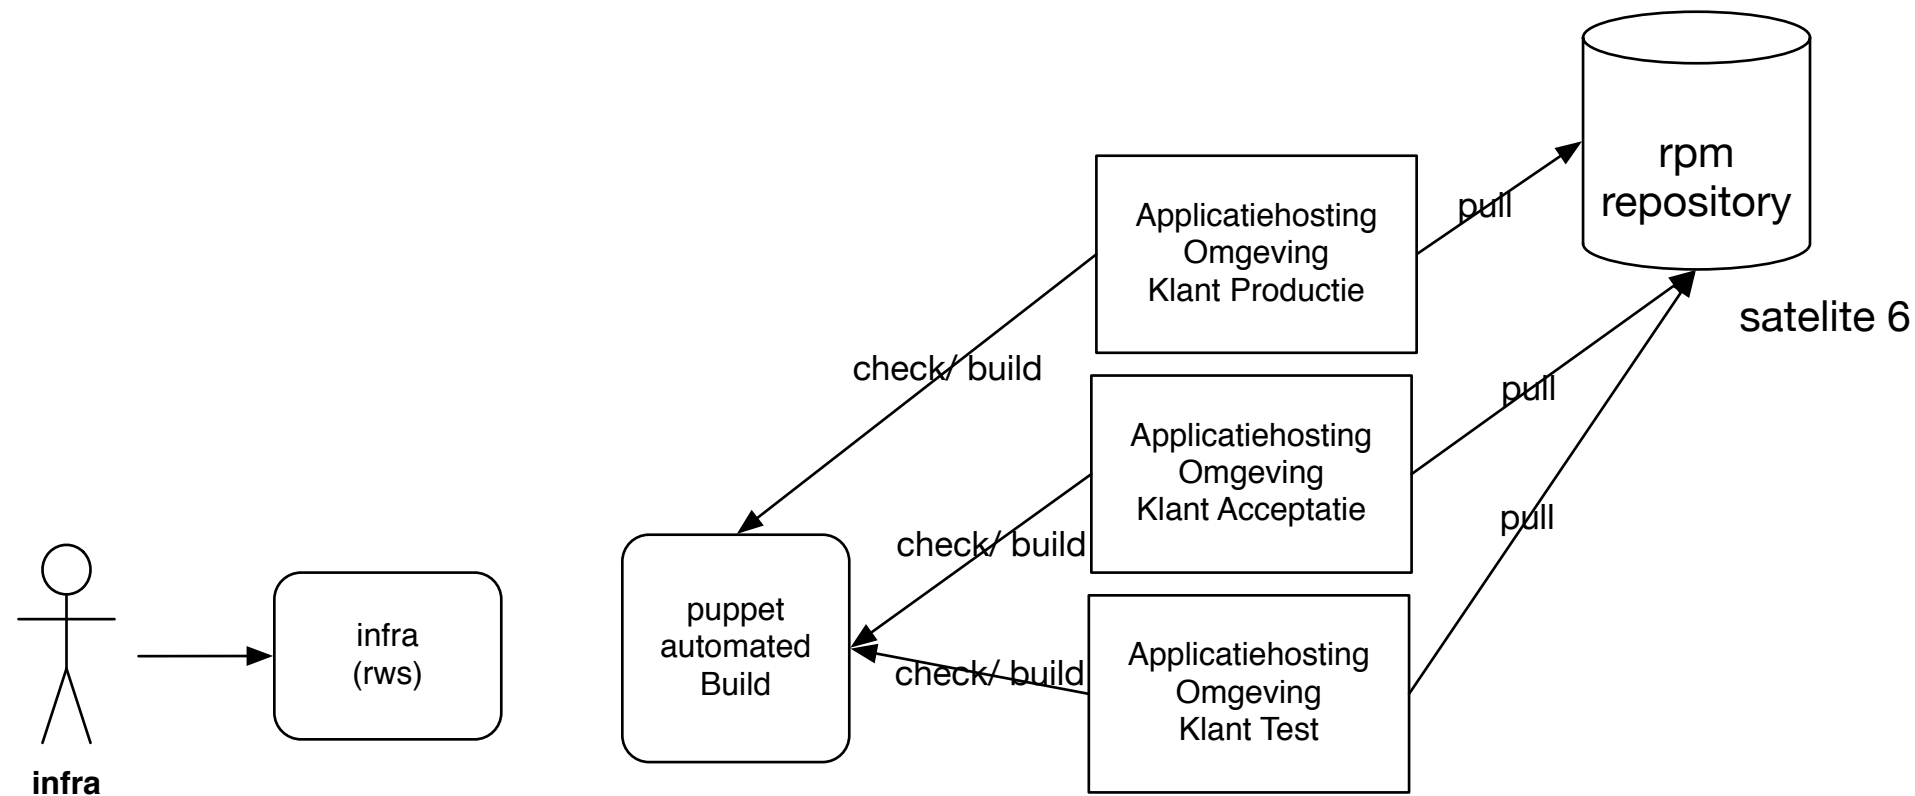 rpm
repository
satelite 6
Applicatiehosting
Omgeving
Klant Productie
pull
check/ build
Applicatiehosting
Omgeving
Klant Acceptatie
pull
check/ build
Applicatiehosting
Omgeving
Klant Test
pull
check/ build
puppet
automated
Build
infra
(rws)
infra